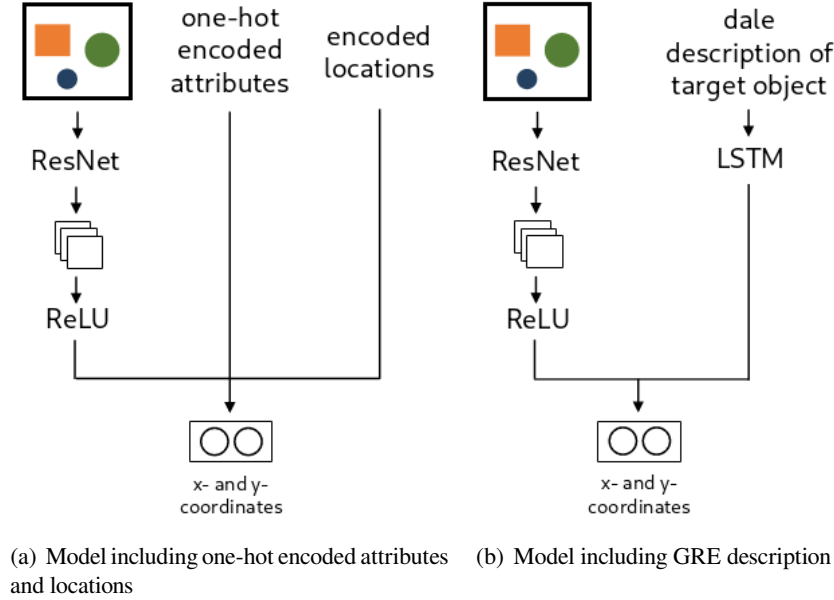 one-hot
encoded
attributes
encoded
locations
ResNet
ReLU
x- and y-
coordinates
(a) Model including one-hot encoded attributes
and locations
dale
description of
target object
ResNet
LSTM
ReLU
x- and y-
coordinates
(b) Model including GRE description